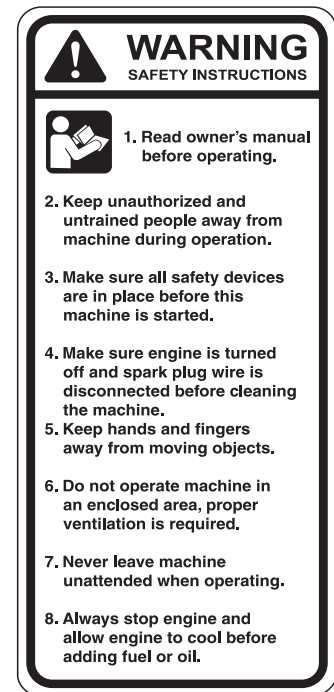 WARNING
SAFETY INSTRUCTIONS
1. Read owner's manual
before operating.
2. Keep unauthorized and
untrained people away from
machine during operation.
3. Make sure all safety devices
are in place before this
machine is started.
4. Make sure engine is turned
off and spark plug wire is
disconnected before cleaning
the machine.
5. Keep hands and fingers
away from moving objects.
6. Do not operate machine in
an enclosed area, proper
ventilation is required.
7. Never leave machine
unattended when operating.
8. Always stop engine and
allow engine to cool before
adding fuel or oil.